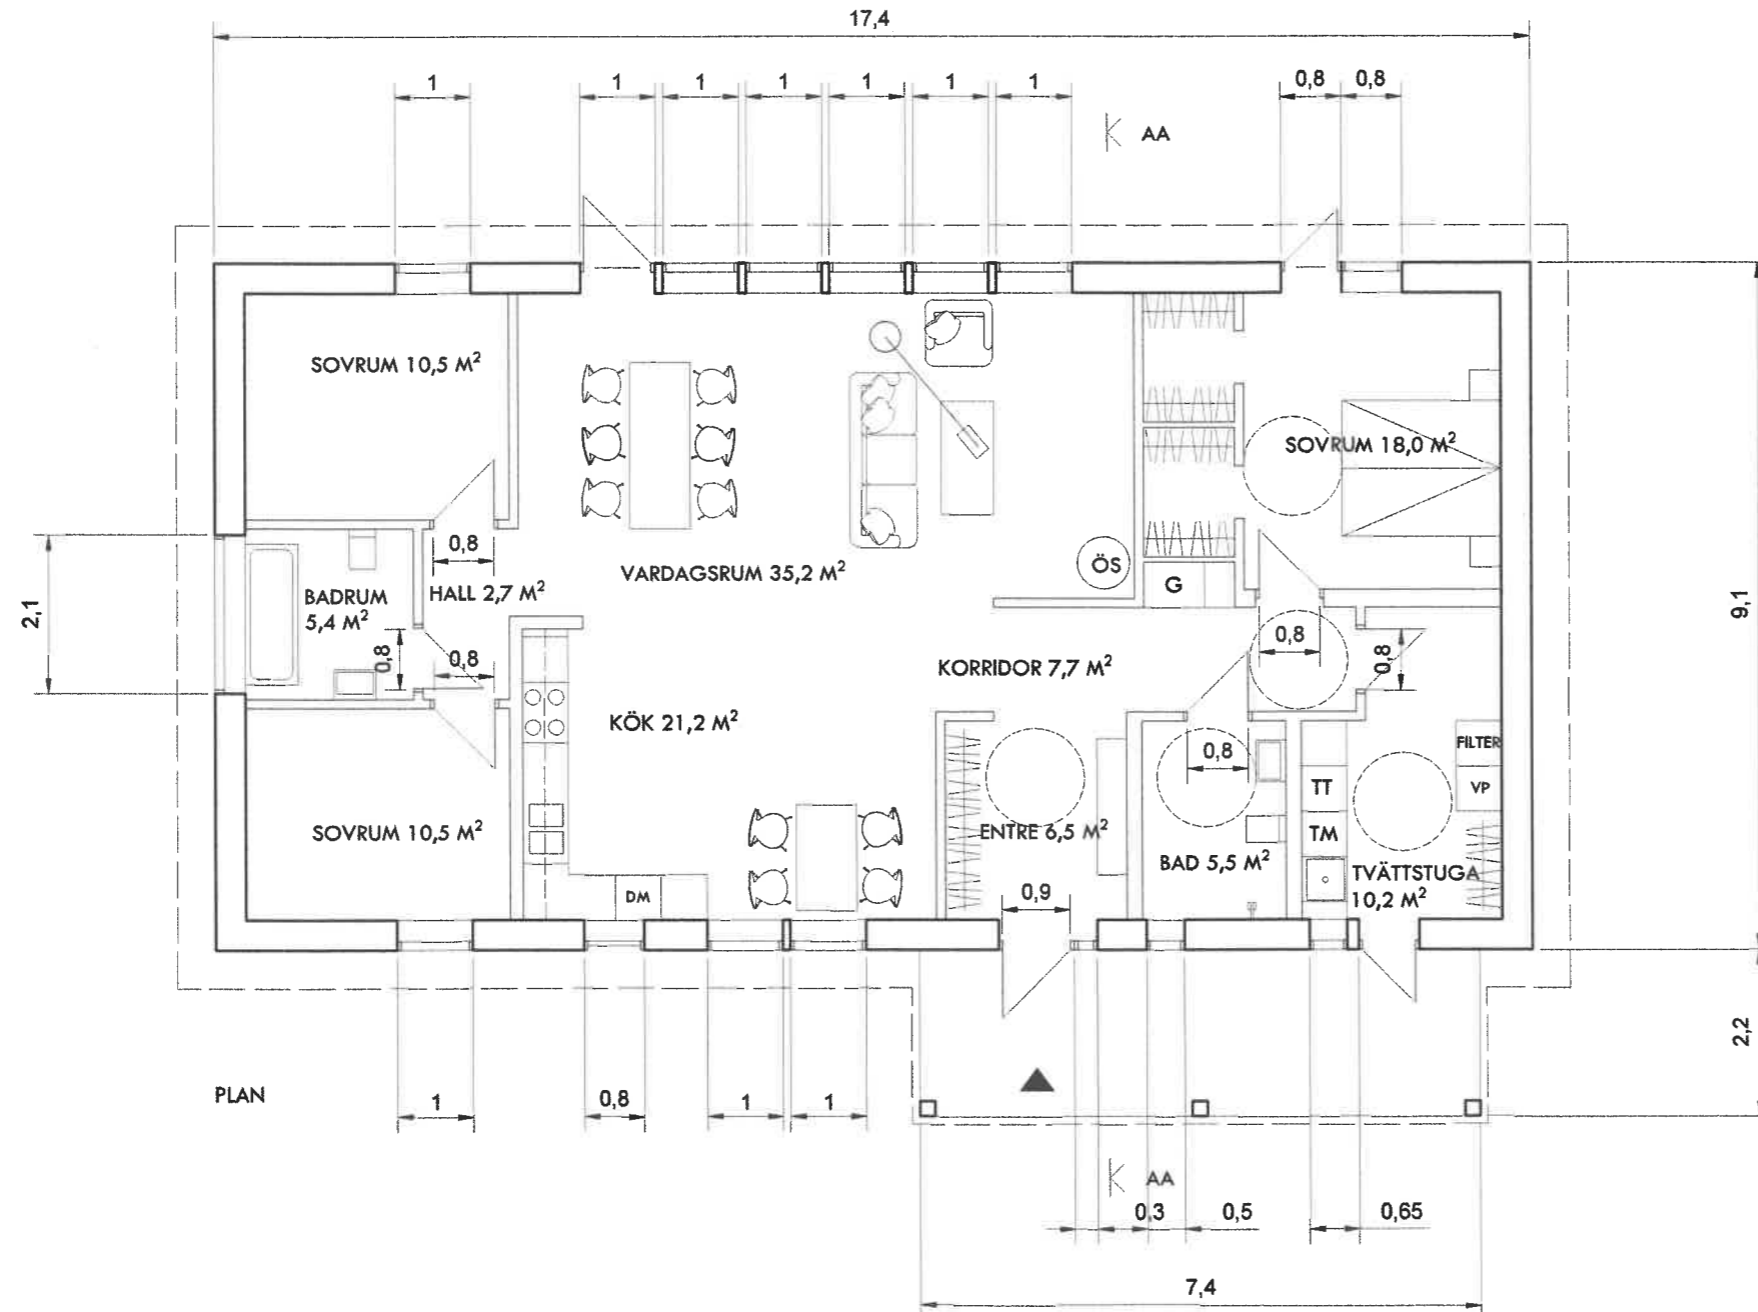 17,4
1
1
1
1
1
1
1
0,8
0,8
AA
SOVRUM 10,5 M²
SOVRUM 18,0 M²
0,8
VARDAGSRUM 35,2 M²
ÖS
G
HALL 2,7 M²
BADRUM
5,4 M²
2,1
9,1
0,8
0,8
0,8
0,8
KORRIDOR 7,7 M²
KÖK 21,2 M²
0,8
FILTER
VP
TT
TM
SOVRUM 10,5 M²
ENTRE 6,5 M²
BAD 5,5 M²
TVÄTTSTUGA
10,2 M²
DM
0,9
2,2
PLAN
1
0,8
1
1
AA
0,3
0,5
0,65
7,4